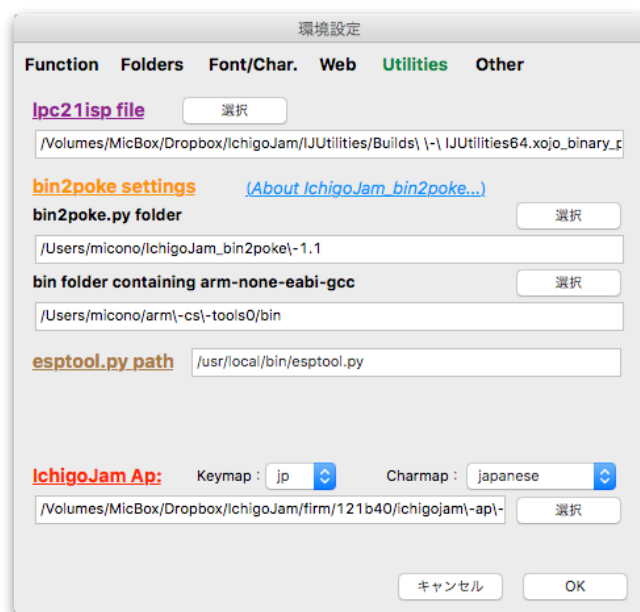 環境設定
Function Folders Font/Char. Web Utilities Other
lpc21isp file 選択
/Volumes/MicBox/Dropbox/IchigoJam/IJUtilities/Builds\ \-\ IJUtilities64.xojo_binary_p
bin2poke settings (About IchigoJam_bin2poke...)
bin2poke.py folder 選択
/Users/micono/IchigoJam_bin2poke\-1.1
bin folder containing arm-none-eabi-gcc 選択
/Users/micono/arm\-cs\-tools0/bin
esptool.py path /usr/local/bin/esptool.py
IchigoJam Ap: Keymap : jp Charmap : japanese
/Volumes/MicBox/Dropbox/IchigoJam/firm/121b40/ichigojam\-ap\- 選択
キャンセル OK